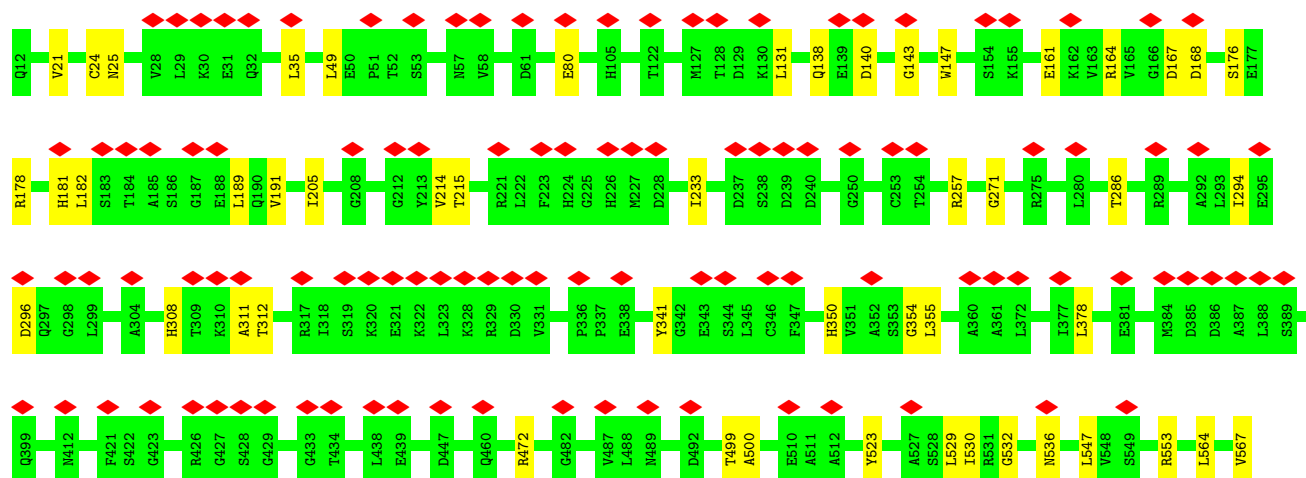 Q12 V21 C24 N25 V28 L29 K30 E31 Q32 L35 L49 E50 P51 T52 S53 N57 V58 D61 E80 H105 T122 M127 T128 D129 K130 L131 Q138 E139 D140 G143 W147 S154 K155 E161 K162 V163 R164 V165 G166 D167 D168 S176 E177
R178 H181 L182 S183 T184 A185 S186 G187 E188 L189 Q190 V191 I205 G208 G212 Y213 V214 T215 R221 L222 F223 H224 G225 H226 M227 D228 I233 D237 S238 D239 D240 G250 C253 T254 R257 G271 R275 L280 T286 R289 A292 L293 I294 E295
D296 Q297 G298 L299 A304 H308 T309 K310 A311 T312 R317 I318 S319 K320 E321 K322 L323 K328 R329 D330 V331 P336 P337 E338 Y341 G342 E343 S344 L345 C346 F347 H350 V351 A352 S353 G354 L355 A360 A361 L372 I377 L378 E381 M384 D385 D386 A387 L388 S389
Q399 N412 F421 S422 G423 R426 G427 S428 G429 G433 T434 L438 E439 D447 Q460 R472 G482 V487 L488 N489 D492 T499 A500 E510 A511 A512 Y523 A527 S528 L529 I530 R531 G532 N536 L547 V548 S549 R553 L564 V567